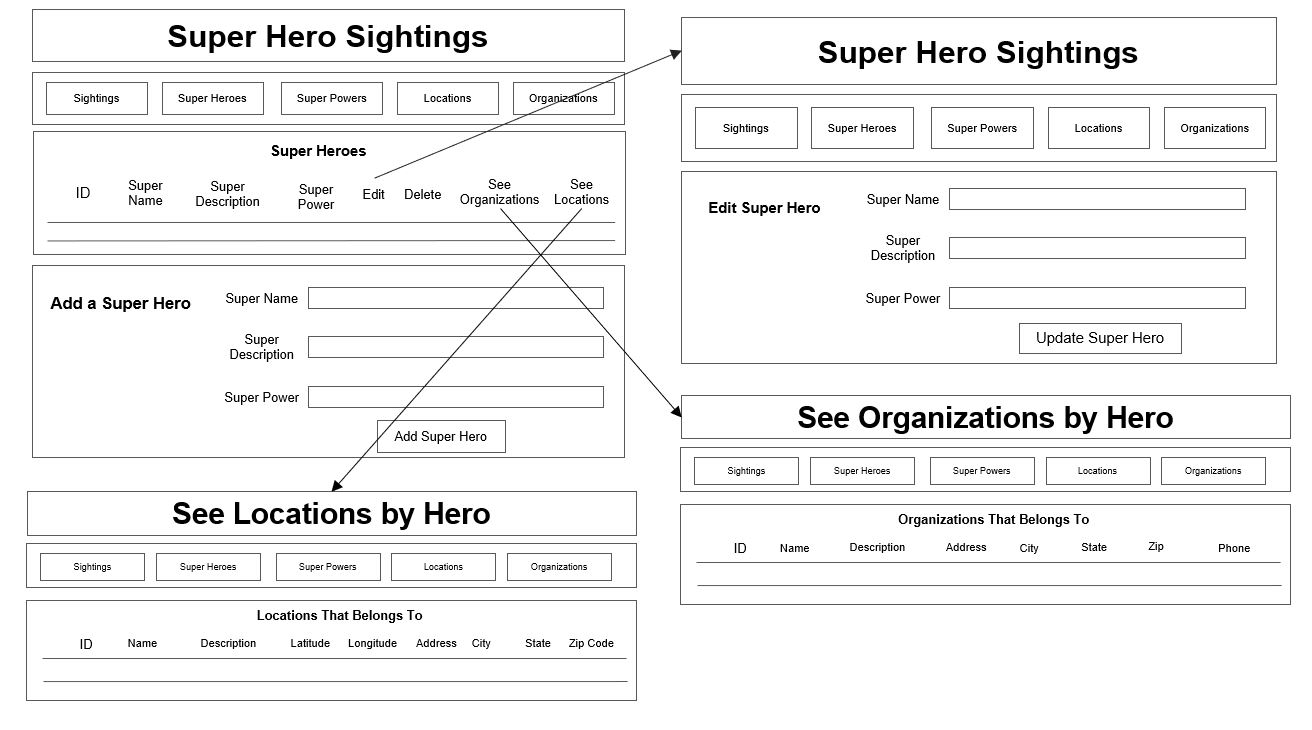 Super Hero Sightings
Sightings Super Heroes Super Powers Locations Organizations
Super Heroes
ID Super Name Super Description Super Power Edit Delete See Organizations See Locations
Add a Super Hero
Super Name
Super
Description
Super Power
Add Super Hero
Super Hero Sightings
Sightings Super Heroes Super Powers Locations Organizations
Edit Super Hero
Super Name
Super
Description
Super Power
Update Super Hero
See Organizations by Hero
Sightings Super Heroes Super Powers Locations Organizations
Organizations That Belongs To
ID Name Description Address City State Zip Phone
See Locations by Hero
Sightings Super Heroes Super Powers Locations Organizations
Locations That Belongs To
ID Name Description Latitude Longitude Address City State Zip Code